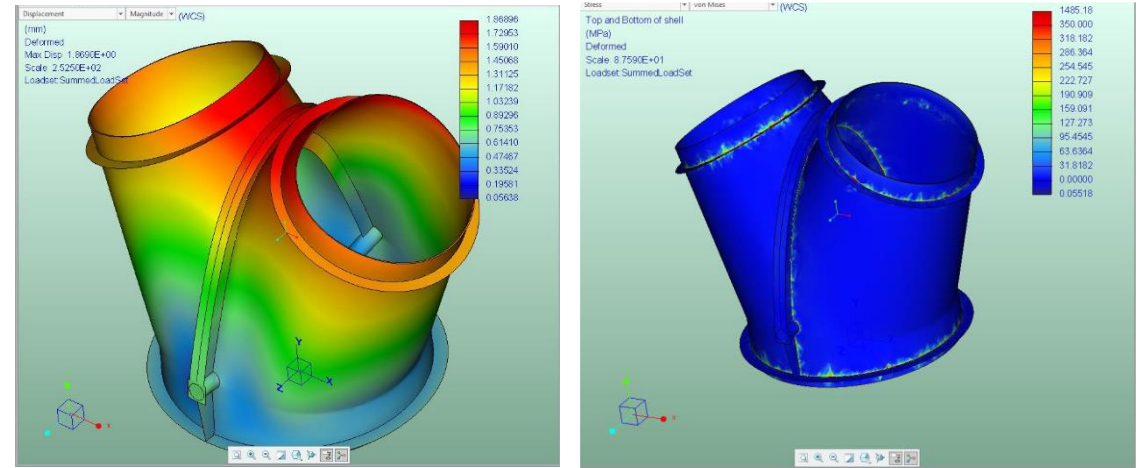 Displacement Magnitude (WCS)
(mm)
Deformed
Max Disp 1.8690E+00
Scale 2.5250E+02
Loadset:SummedLoadSet
1.86896
1.72953
1.59010
1.45068
1.31125
1.17182
1.03239
0.89296
0.75353
0.61410
0.47467
0.33524
0.19581
0.05638
Y
Z
X
x
Stress von Mises (WCS)
Top and Bottom of shell
(MPa)
Deformed
Scale 8.7590E+01
Loadset:SummedLoadSet
1485.18
350.000
318.182
286.364
254.545
222.727
190.909
159.091
127.273
95.4545
63.6364
31.8182
0.00000
0.05518